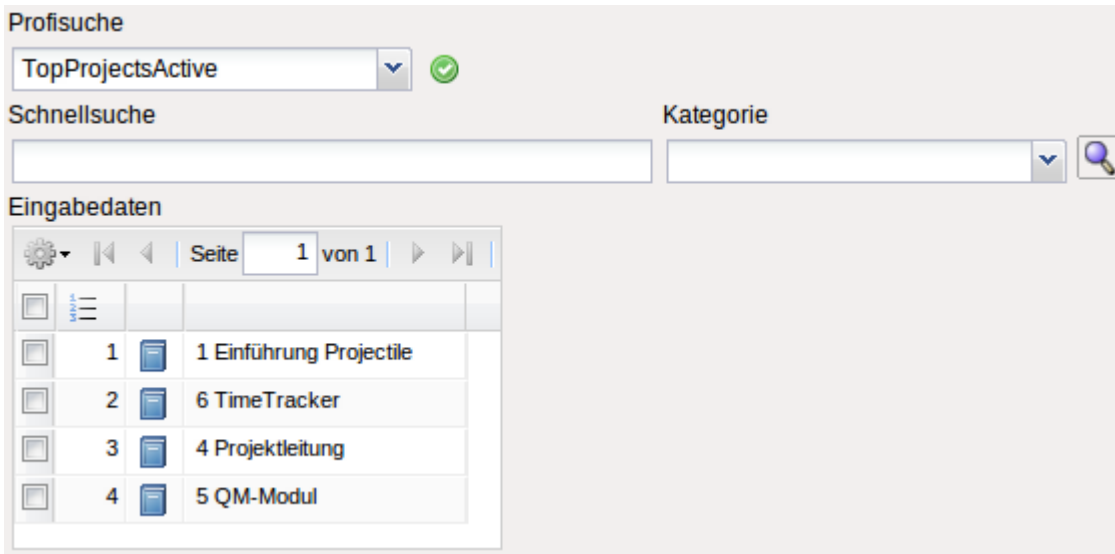 Profisuche
TopProjectsActive
Schnellsuche Kategorie
Eingabedaten
Seite 1 von 1
1 1 Einführung Projectile
2 6 TimeTracker
3 4 Projektleitung
4 5 QM-Modul